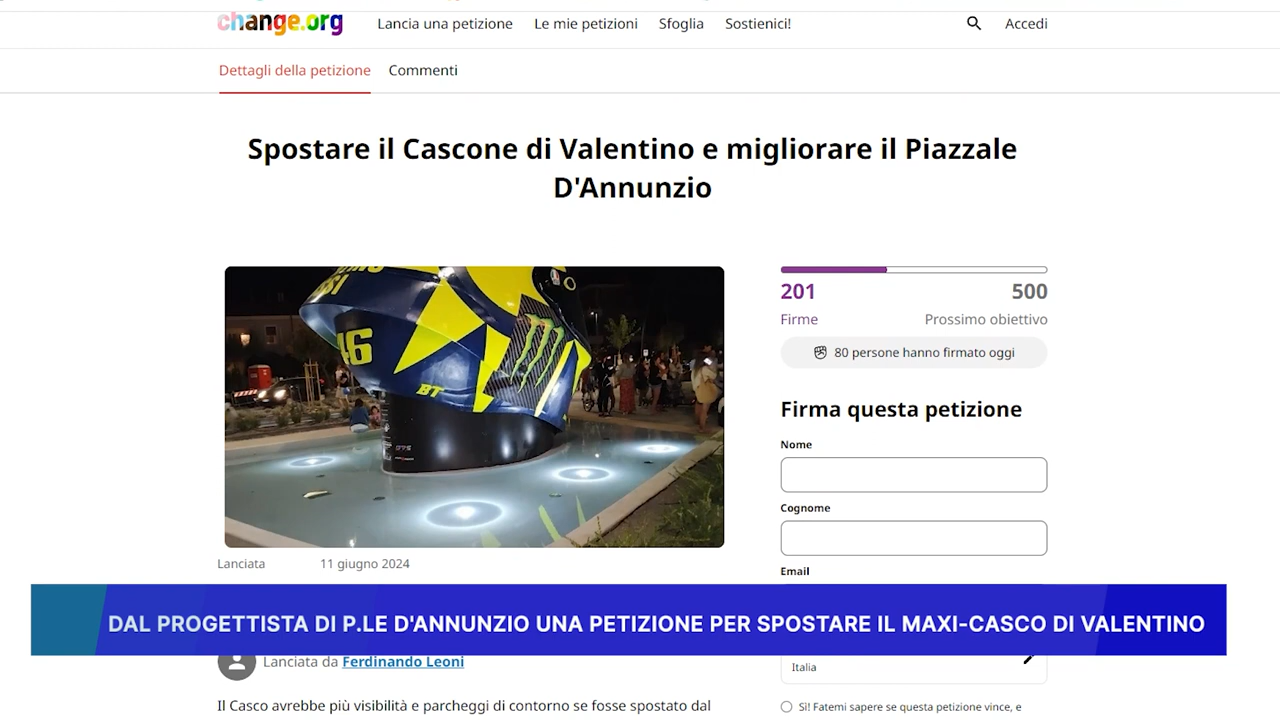 change.org
Lancia una petizione Le mie petizioni Sfoglia Sostienici! Accedi
Dettagli della petizione Commenti
Spostare il Cascone di Valentino e migliorare il Piazzale
D'Annunzio
46
BT
201 500
Firme Prossimo obiettivo
80 persone hanno firmato oggi
Firma questa petizione
Nome
Cognome
Email
Lanciata 11 giugno 2024
DAL PROGETTISTA DI P.LE D'ANNUNZIO UNA PETIZIONE PER SPOSTARE IL MAXI-CASCO DI VALENTINO
Lanciata da Ferdinando Leoni
Italia
Il Casco avrebbe più visibilità e parcheggi di contorno se fosse spostato dal
Sì! Fatemi sapere se questa petizione vince, e